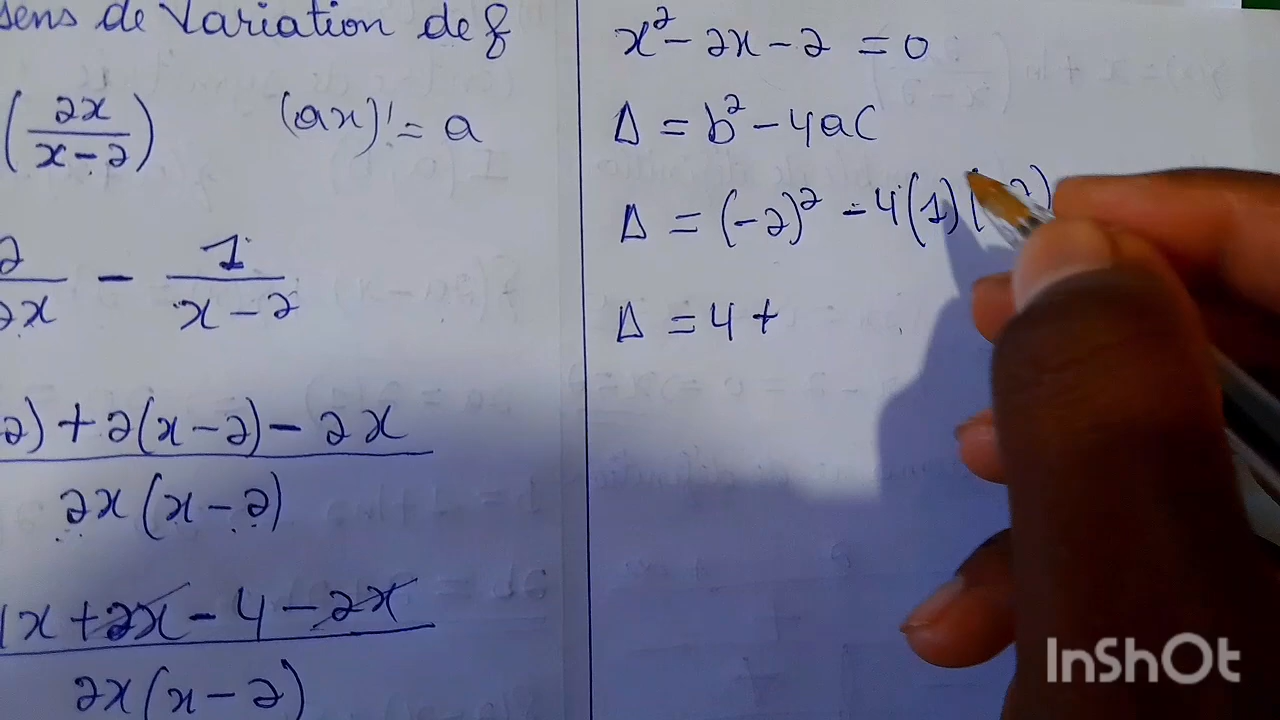 sens de Variation de f
(2x/(x-2)) (ax)' = a
2/2x - 1/(x-2)
2) + 2(x-2) - 2x
2x(x-2)
x + 2x - 4 - 2x
2x(x-2)
x² - 2x - 2 = 0
Δ = b² - 4ac
Δ = (-2)² - 4(1)(-2)
Δ = 4 +
InShOt